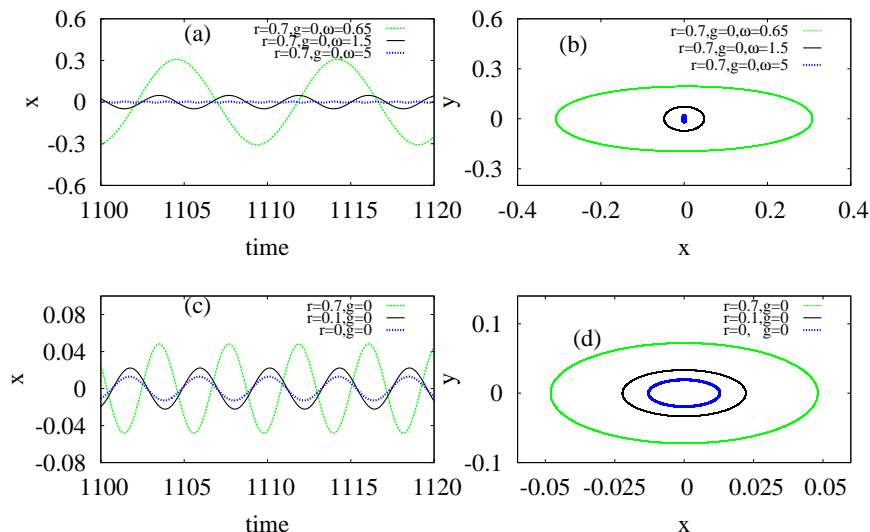 (a)
r=0.7,g=0,ω=0.65
r=0.7,g=0,ω=1.5
r=0.7,g=0,ω=5
x
0.6
0.3
0
-0.3
-0.6
1100 1105 1110 1115 1120
time
(b)
r=0.7,g=0,ω=0.65
r=0.7,g=0,ω=1.5
r=0.7,g=0,ω=5
y
0.6
0.3
0
-0.3
-0.4 -0.2 0 0.2 0.4
x
(c)
r=0.7,g=0
r=0.1,g=0
r=0,g=0
x
0.08
0.04
0
-0.04
-0.08
1100 1105 1110 1115 1120
time
(d)
r=0.7,g=0
r=0.1,g=0
r=0, g=0
y
0.1
0
-0.1
-0.05 -0.025 0 0.025 0.05
x